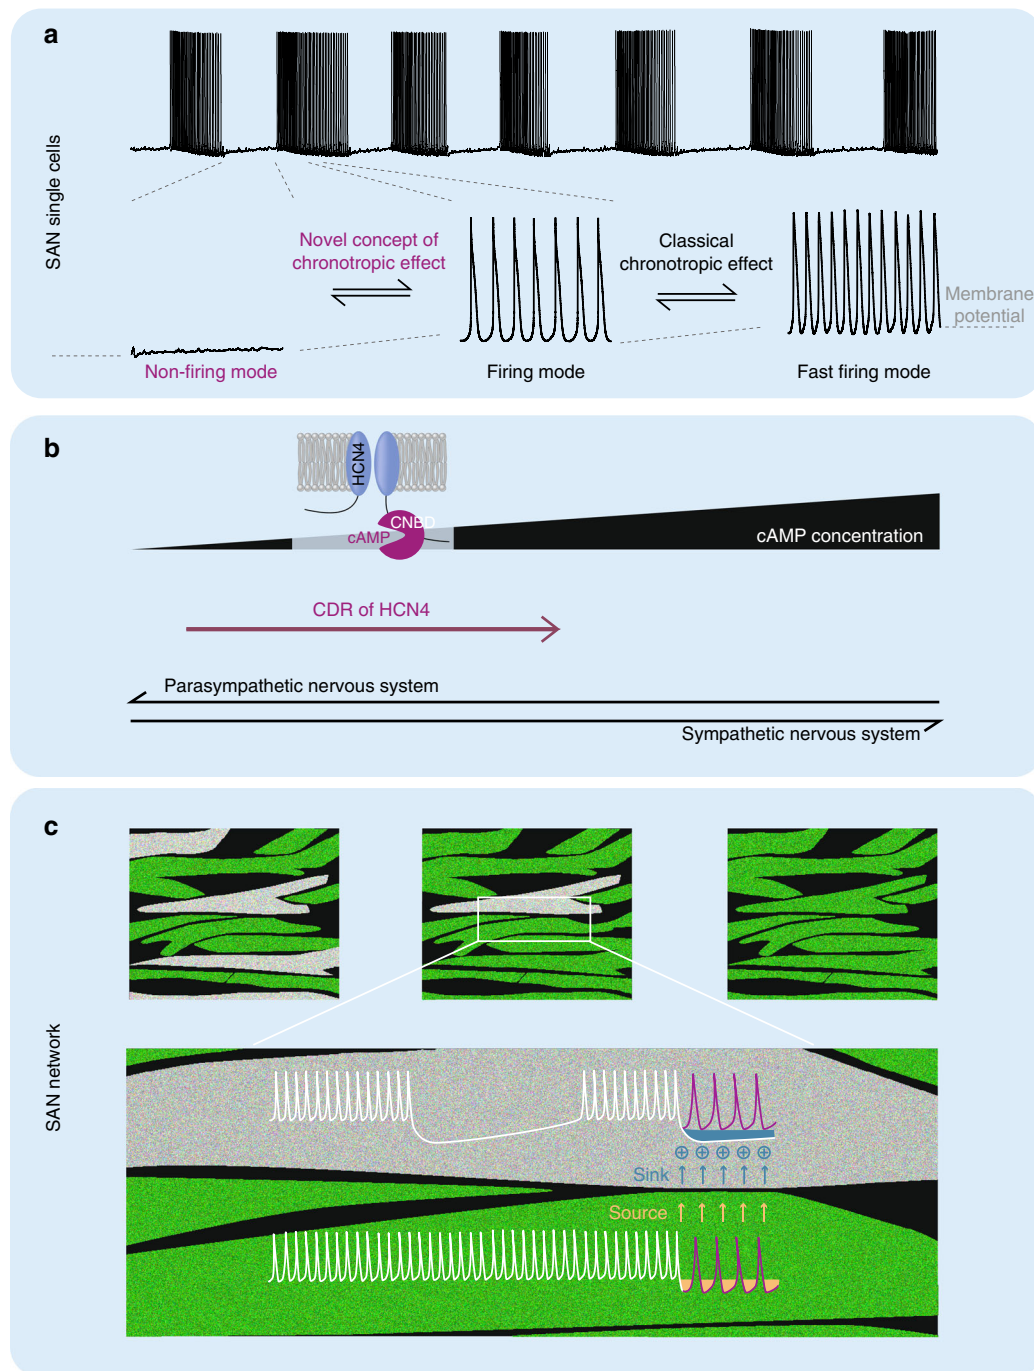 a
SAN single cells
Novel concept of
chronotropic effect
Classical
chronotropic effect
Membrane
potential
Non-firing mode
Firing mode
Fast firing mode
b
HCN4
CNBD
cAMP
cAMP concentration
CDR of HCN4
Parasympathetic nervous system
Sympathetic nervous system
c
SAN network
Sink
Source